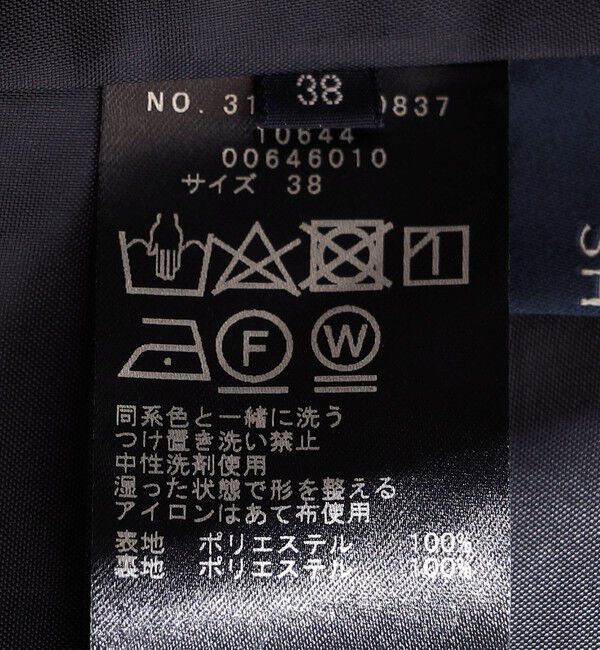 38
NO. 31 0837
10644
00646010
サイズ 38
F
W
同系色と一緒に洗う
つけ置き洗い禁止
中性洗剤使用
湿った状態で形を整える
アイロンはあて布使用
表地 ポリエステル 100%
裏地 ポリエステル 100%
SH